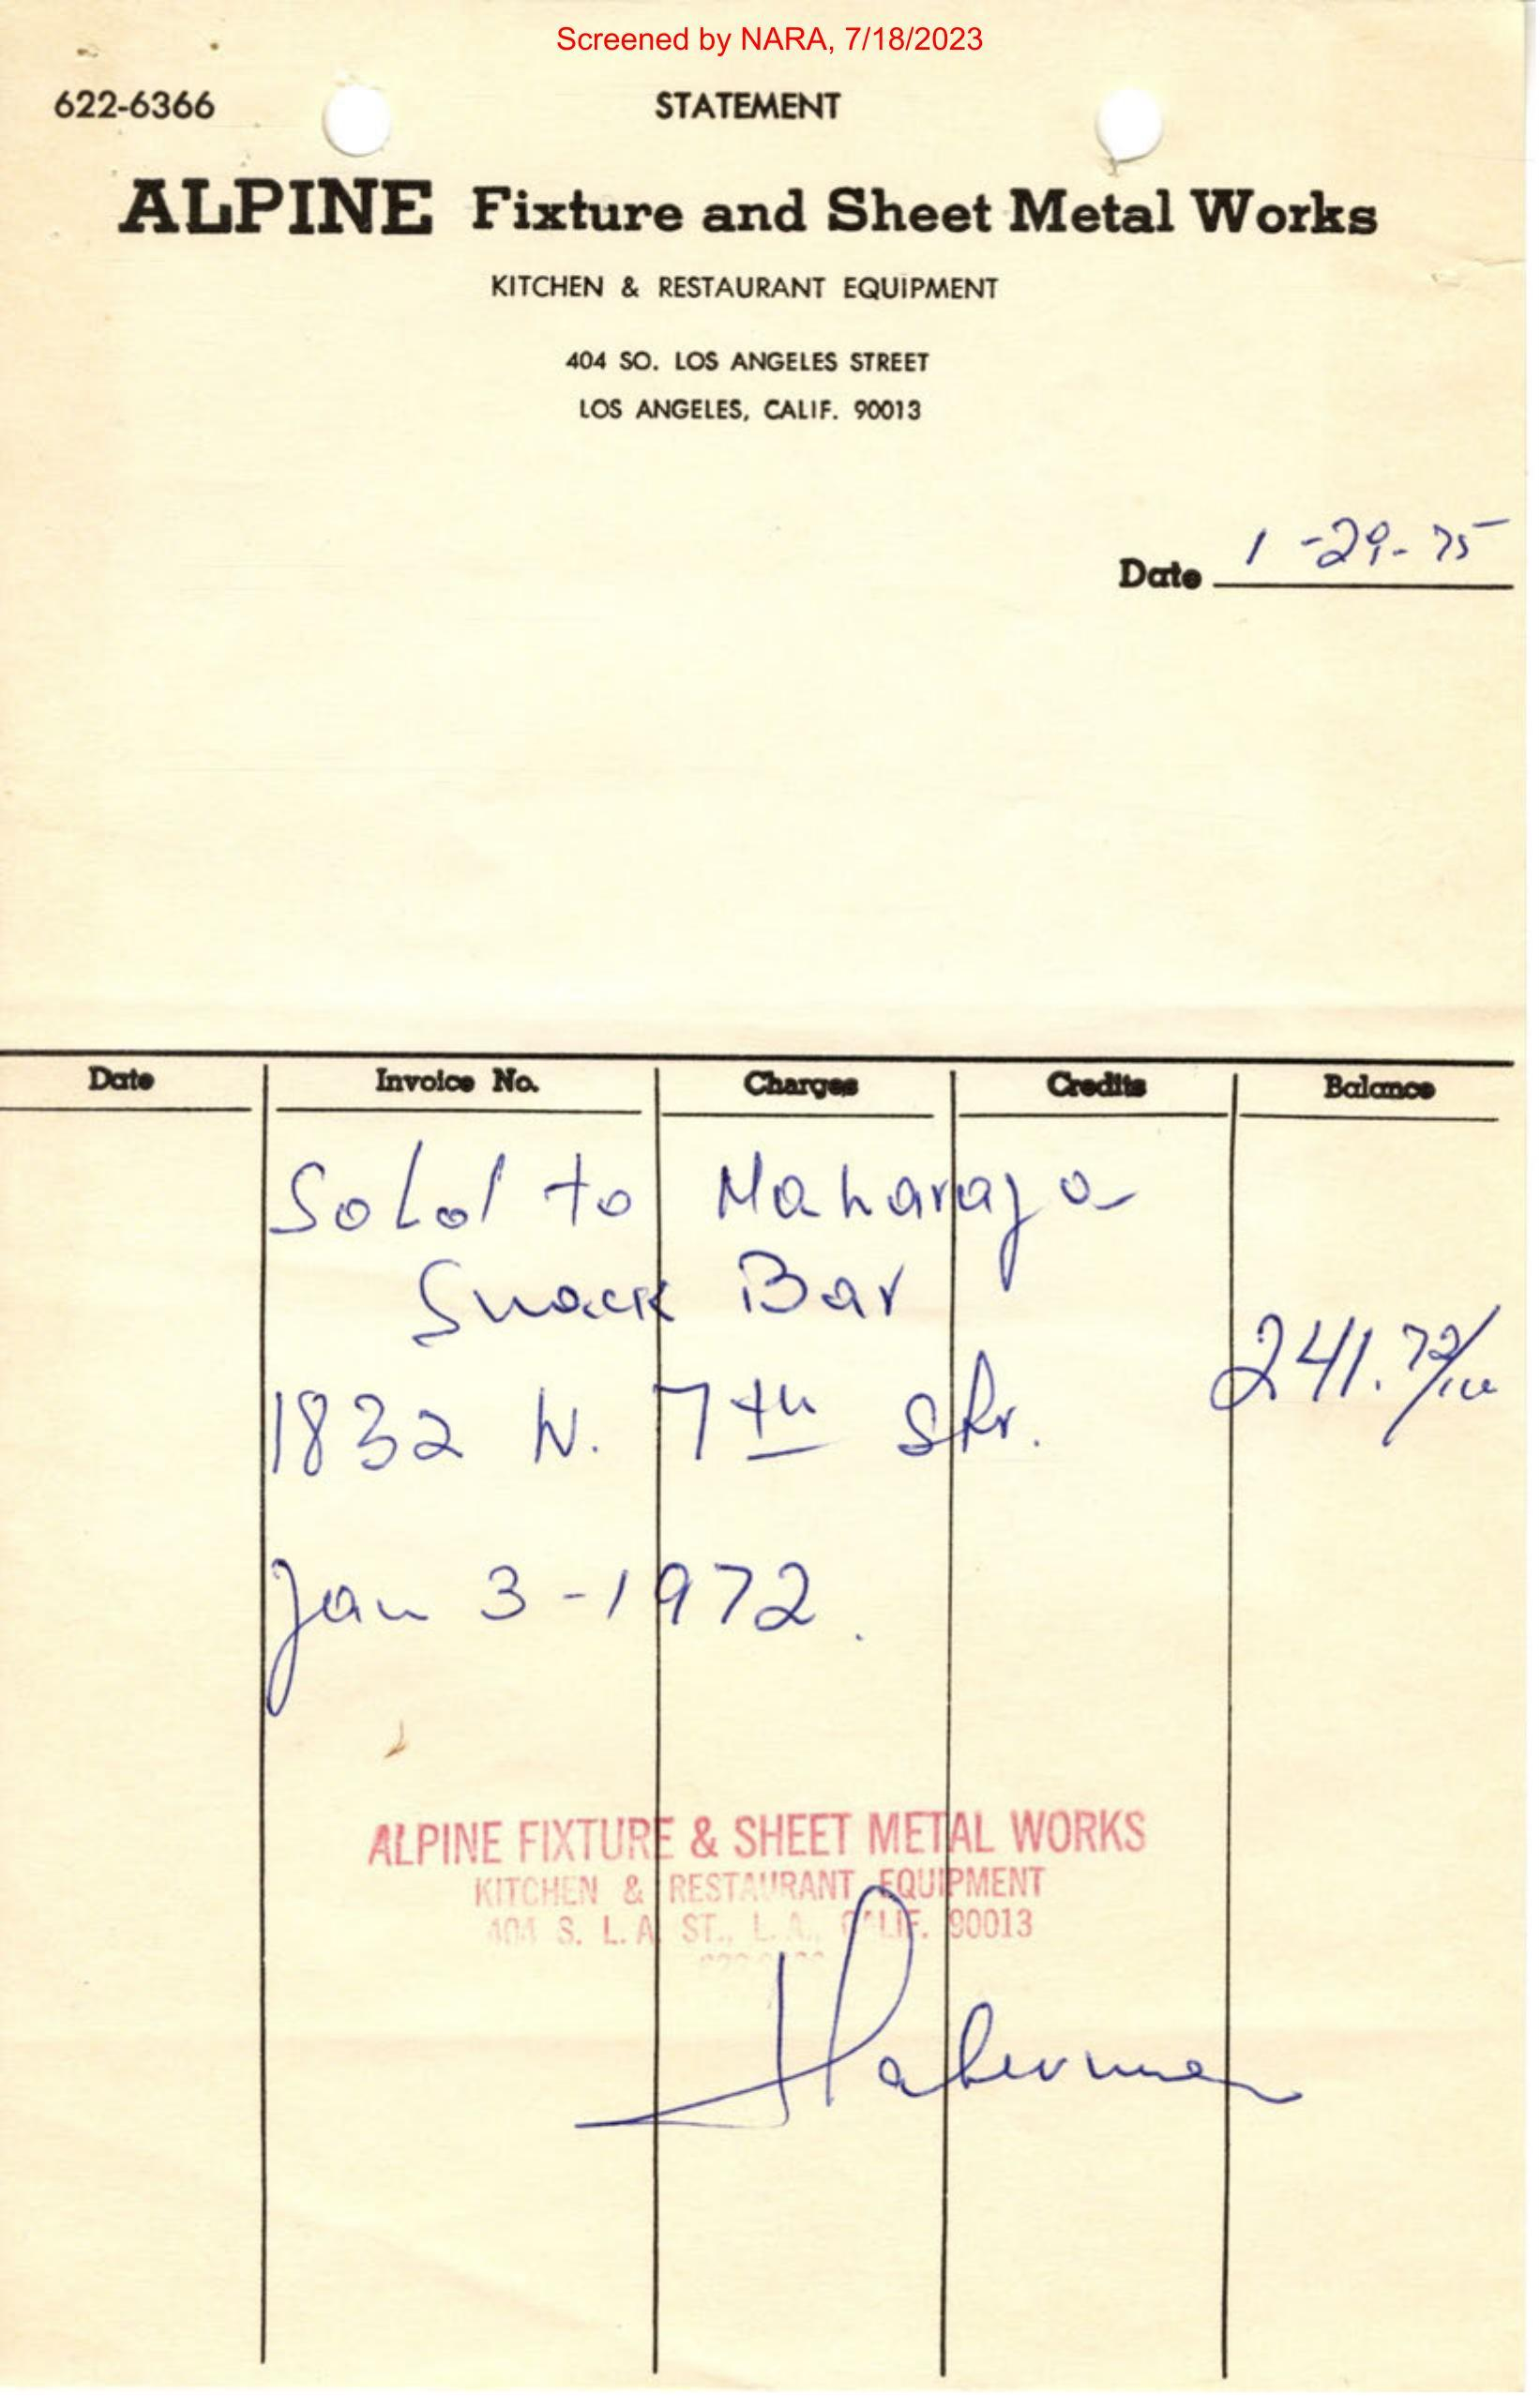 Screened by NARA, 7/18/2023
622-6366
STATEMENT
ALPINE Fixture and Sheet Metal Works
KITCHEN & RESTAURANT EQUIPMENT
404 SO. LOS ANGELES STREET
LOS ANGELES, CALIF. 90013
Date 1-29-75
Date Invoice No. Charges Credits Balance
Sold to Maharaja
Snack Bar
241.72/100
1832 W. 7th Str.
Jan 3-1972.
ALPINE FIXTURE & SHEET METAL WORKS
KITCHEN & RESTAURANT EQUIPMENT
404 S. L.A. ST., L.A., CALIF. 90013